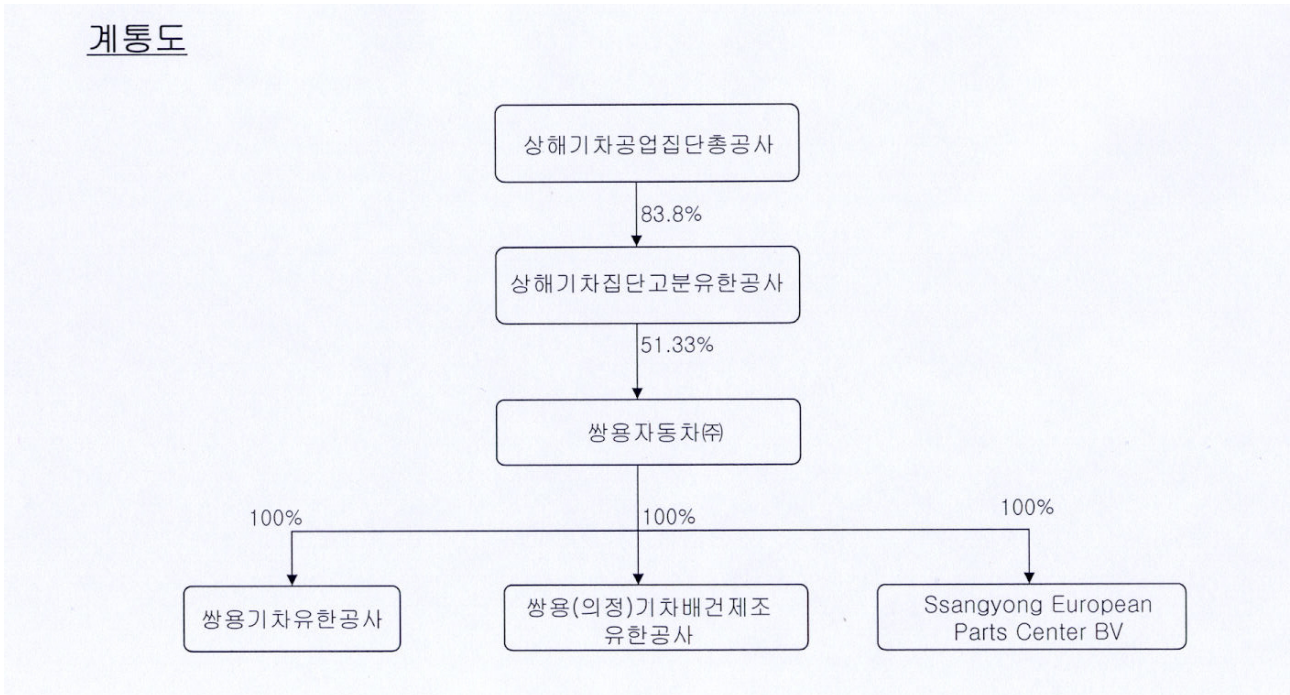 계통도
상해기차공업집단총공사
83.8%
상해기차집단고분유한공사
51.33%
쌍용자동차㈜
100%
100%
100%
쌍용기차유한공사
쌍용(의정)기차배건제조
유한공사
Ssangyong European
Parts Center BV